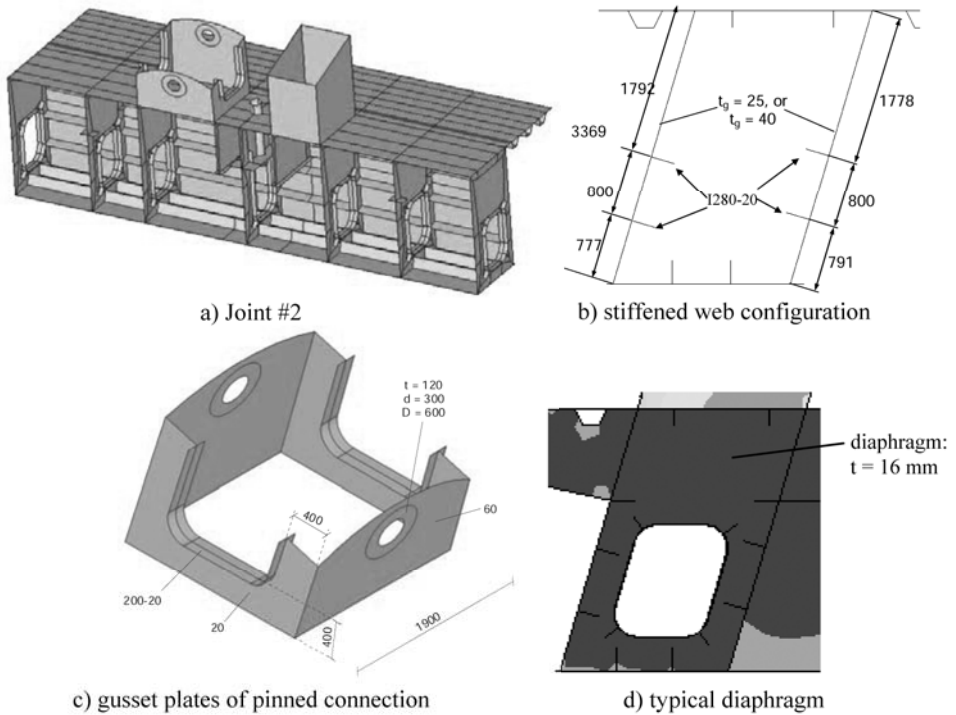 1792
3369
800
777
t_g = 25, or
t_g = 40
I280-20
1778
800
791
a) Joint #2
b) stiffened web configuration
t = 120
d = 300
D = 600
400
60
200-20
20
400
1900
diaphragm:
t = 16 mm
c) gusset plates of pinned connection
d) typical diaphragm